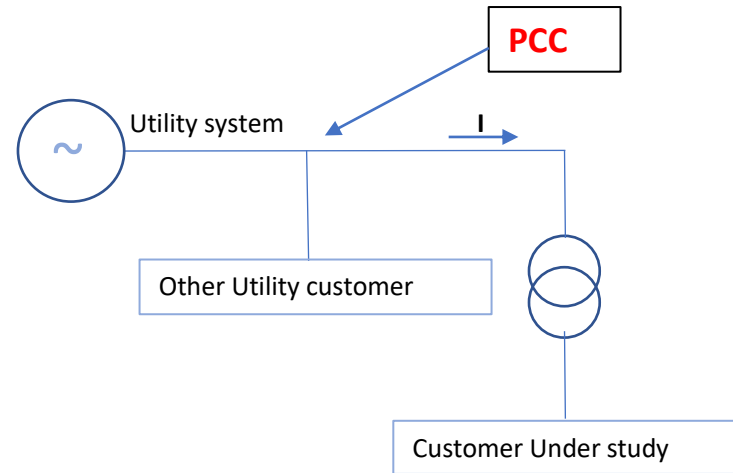 PCC
Utility system
I
~
Other Utility customer
Customer Under study